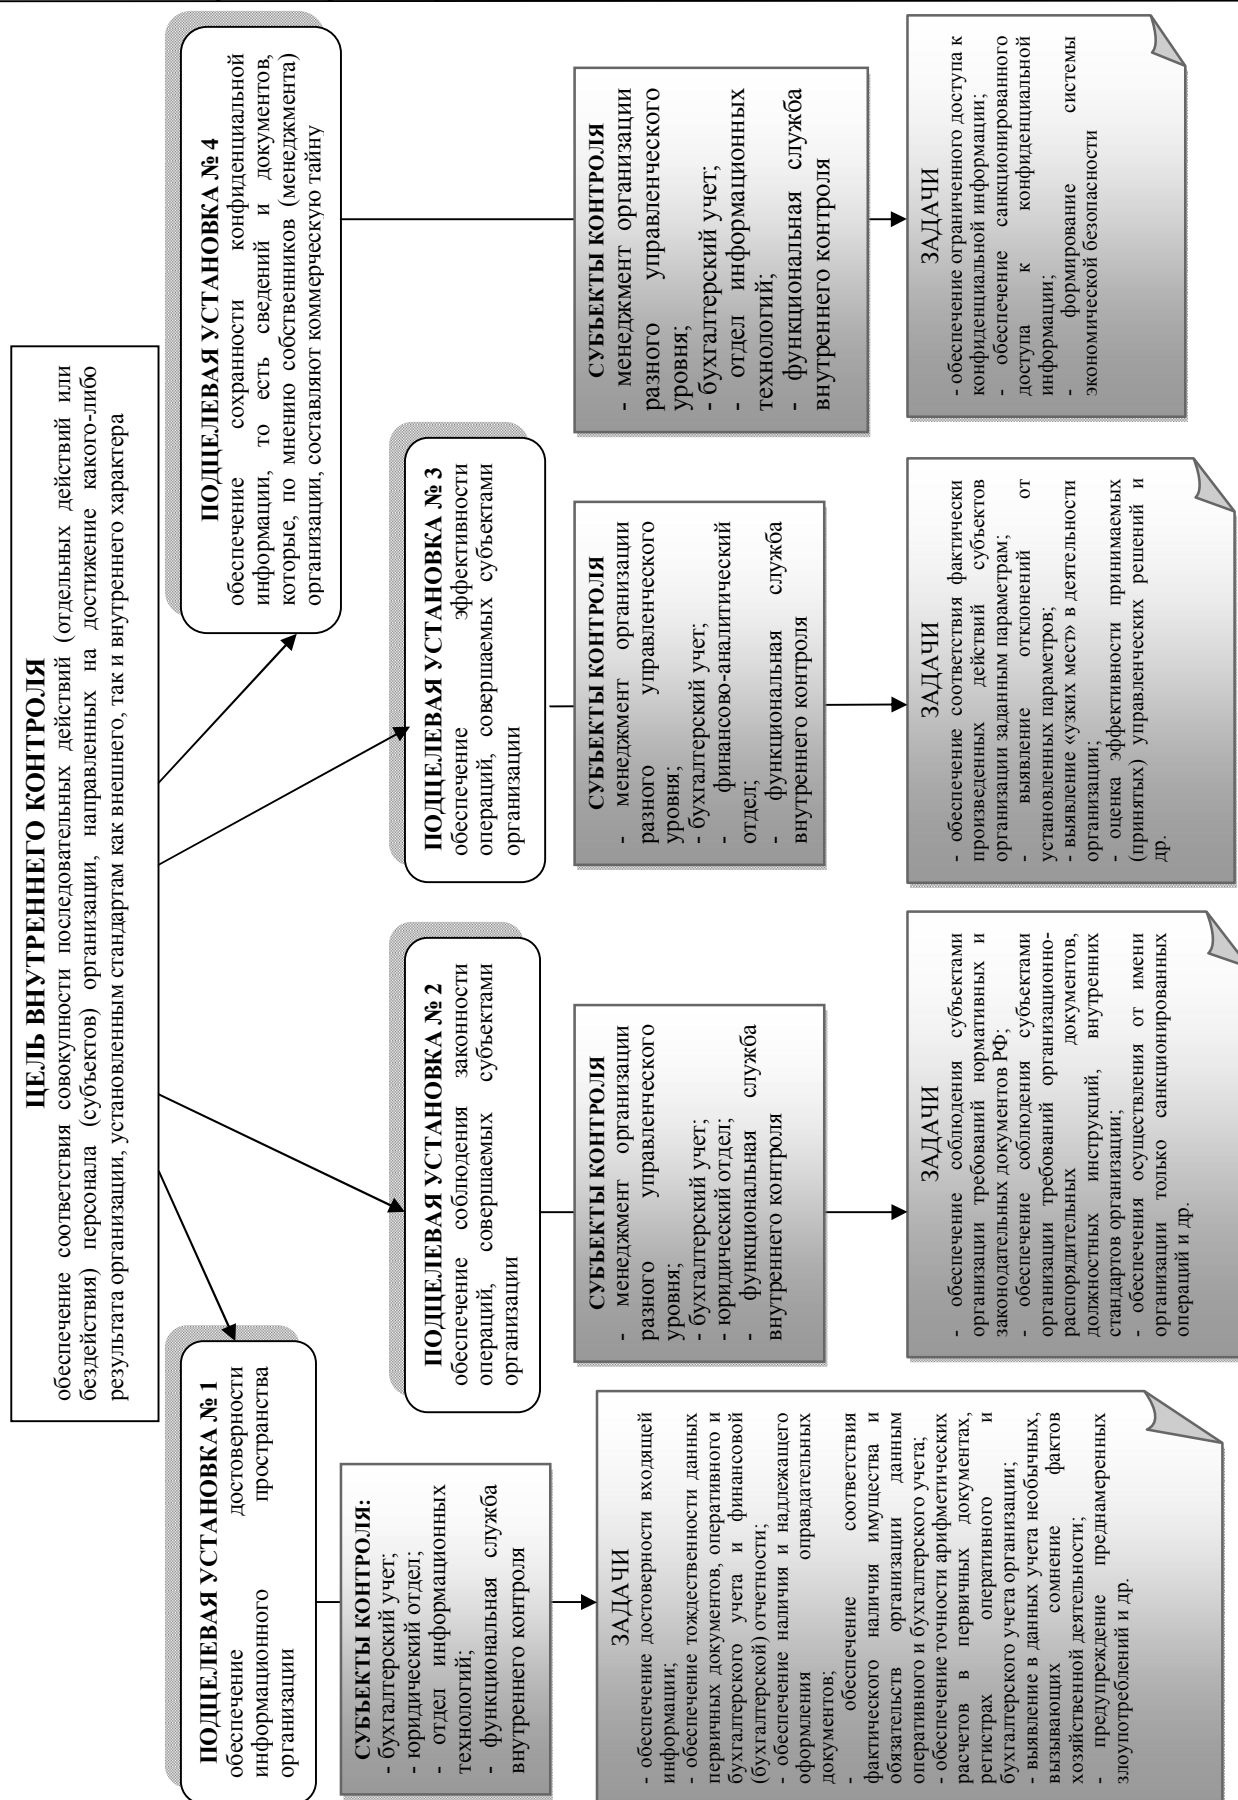 ЦЕЛЬ ВНУТРЕННЕГО КОНТРОЛЯ
обеспечение соответствия совокупности последовательных действий (отдельных действий или
бездействия) персонала (субъектов) организации, направленных на достижение какого-либо
результата организации, установленным стандартам как внешнего, так и внутреннего характера
ПОДЦЕЛЕВАЯ УСТАНОВКА № 1
обеспечение достоверности
информационного пространства
организации
СУБЪЕКТЫ КОНТРОЛЯ:
- бухгалтерский учет;
- юридический отдел;
- отдел информационных
технологий;
- функциональная служба
внутреннего контроля
ЗАДАЧИ
- обеспечение достоверности входящей
информации;
- обеспечение тождественности данных
первичных документов, оперативного и
бухгалтерского учета и финансовой
(бухгалтерской) отчетности;
- обеспечение наличия и надлежащего
оформления оправдательных
документов;
- обеспечение соответствия
фактического наличия имущества и
обязательств организации данным
оперативного и бухгалтерского учета;
- обеспечение точности арифметических
расчетов в первичных документах,
регистрах оперативного и
бухгалтерского учета организации;
- выявление в данных учета необычных,
вызывающих сомнение фактов
хозяйственной деятельности;
- предупреждение преднамеренных
злоупотреблений и др.
ПОДЦЕЛЕВАЯ УСТАНОВКА № 2
обеспечение соблюдения законности
операций, совершаемых субъектами
организации
СУБЪЕКТЫ КОНТРОЛЯ
- менеджмент организации
разного управленческого
уровня;
- бухгалтерский учет;
- юридический отдел;
- функциональная служба
внутреннего контроля
ЗАДАЧИ
- обеспечение соблюдения субъектами
организации требований нормативных и
законодательных документов РФ;
- обеспечение соблюдения субъектами
организации требований организационно-
распорядительных документов,
должностных инструкций, внутренних
стандартов организации;
- обеспечения осуществления от имени
организации только санкционированных
операций и др.
ПОДЦЕЛЕВАЯ УСТАНОВКА № 3
обеспечение эффективности
операций, совершаемых субъектами
организации
СУБЪЕКТЫ КОНТРОЛЯ
- менеджмент организации
разного управленческого
уровня;
- бухгалтерский учет;
- финансово-аналитический
отдел;
- функциональная служба
внутреннего контроля
ЗАДАЧИ
- обеспечение соответствия фактически
произведенных действий субъектов
организации заданным параметрам;
- выявление отклонений от
установленных параметров;
- выявление «узких мест» в деятельности
организации;
- оценка эффективности принимаемых
(принятых) управленческих решений и
др.
ПОДЦЕЛЕВАЯ УСТАНОВКА № 4
обеспечение сохранности конфиденциальной
информации, то есть сведений и документов,
которые, по мнению собственников (менеджмента)
организации, составляют коммерческую тайну
СУБЪЕКТЫ КОНТРОЛЯ
- менеджмент организации
разного управленческого
уровня;
- бухгалтерский учет;
- отдел информационных
технологий;
- функциональная служба
внутреннего контроля
ЗАДАЧИ
- обеспечение ограниченного доступа к
конфиденциальной информации;
- обеспечение санкционированного
доступа к конфиденциальной
информации;
- формирование системы
экономической безопасности